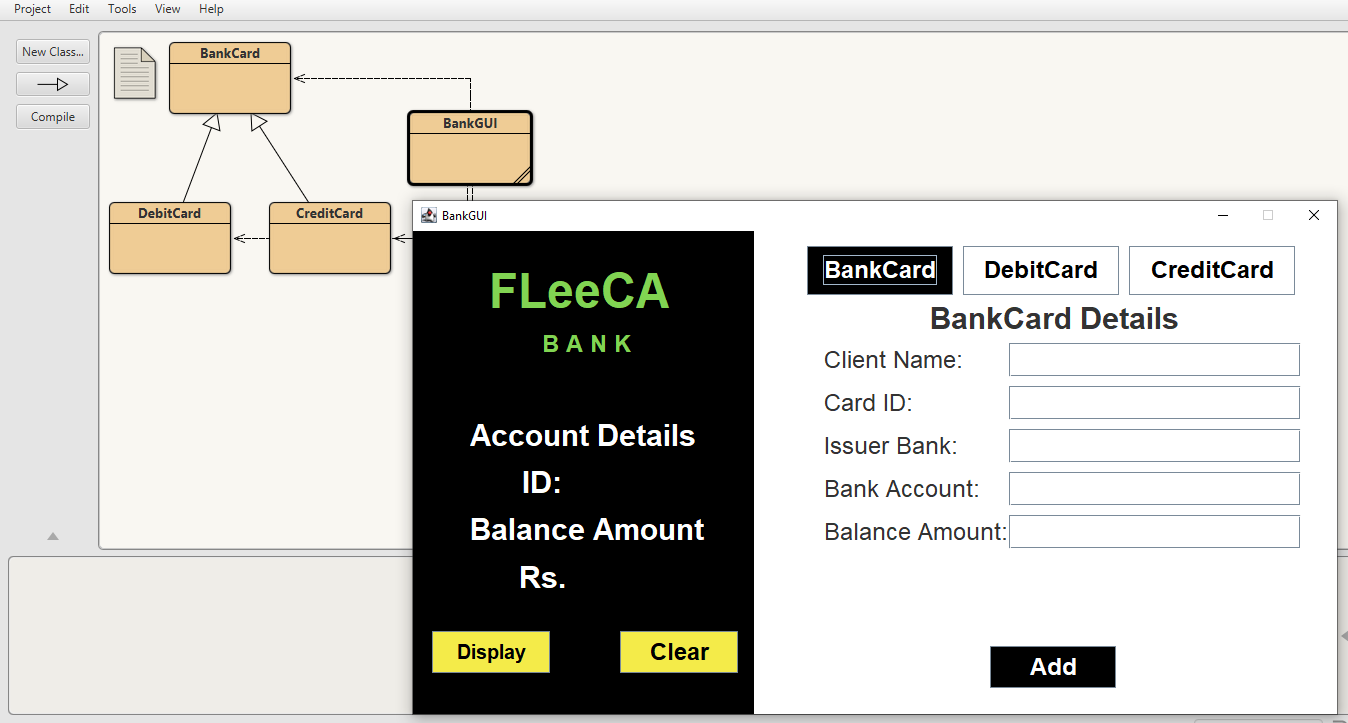 Project Edit Tools View Help
New Class...
Compile
BankCard
BankGUI
DebitCard
CreditCard
BankGUI
FLeeCA
BANK
Account Details
ID:
Balance Amount
Rs.
Display
Clear
BankCard
DebitCard
CreditCard
BankCard Details
Client Name:
Card ID:
Issuer Bank:
Bank Account:
Balance Amount:
Add